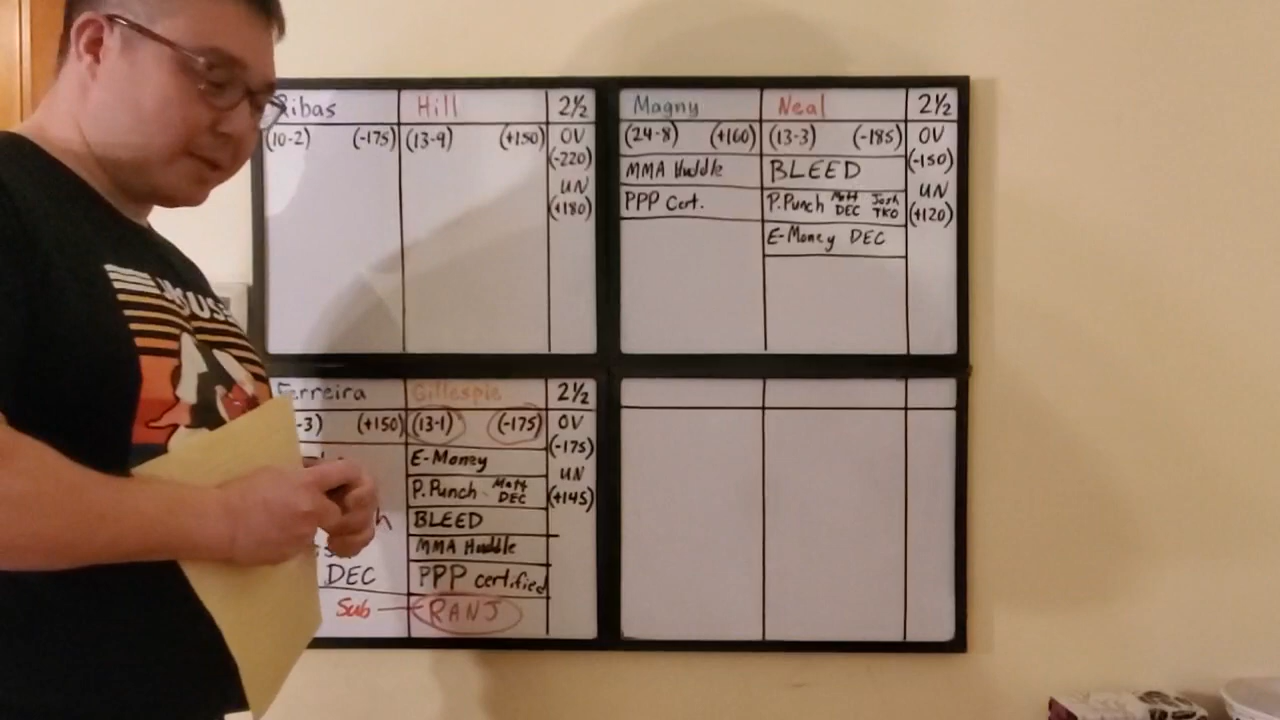 Ribas Hill 2½
(10-2) (-175) (13-9) (+150) OV
(-220)
UN
(+180)
Magny Neal 2½
(24-8) (+160) (13-3) (-185) OV
(-150)
UN
(+120)
MMA Huddle BLEED
PPP Cert. P.Punch Matt DEC Josh TKO
E-Money DEC
Ferreira Gillespie 2½
-3) (+150) (13-1) (-175) OV
(-175)
UN
(+145)
E-Money
P.Punch Matt DEC
BLEED
MMA Huddle
DEC PPP certified
Sub RANJ